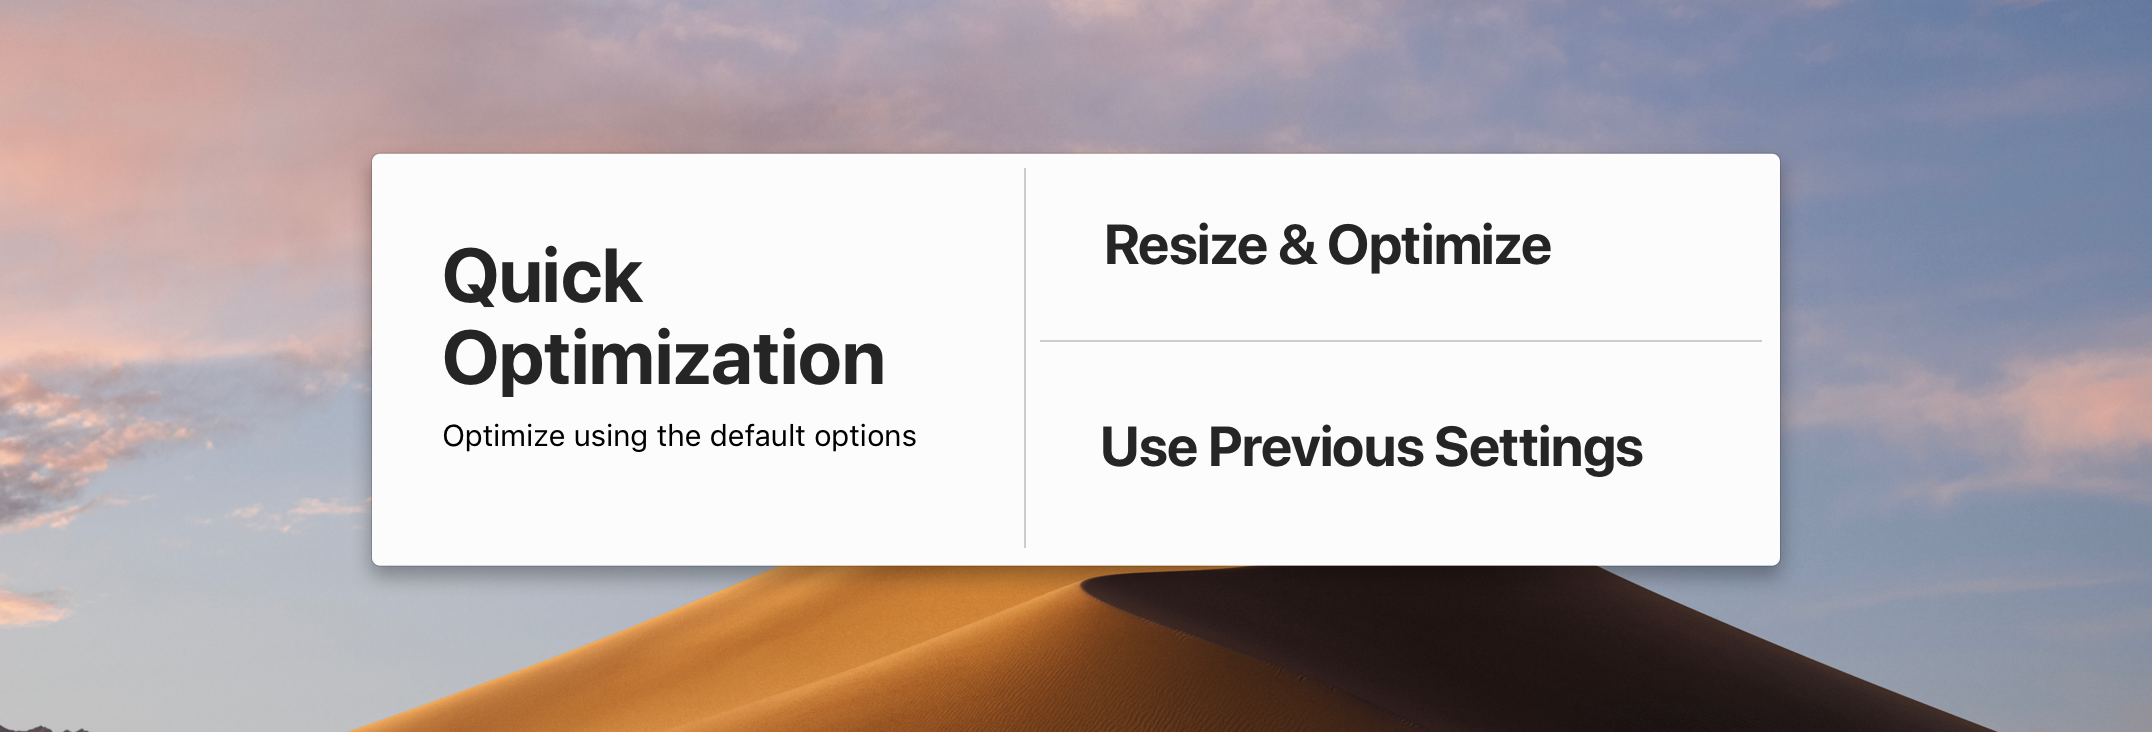 Quick
Optimization
Optimize using the default options
Resize & Optimize
Use Previous Settings